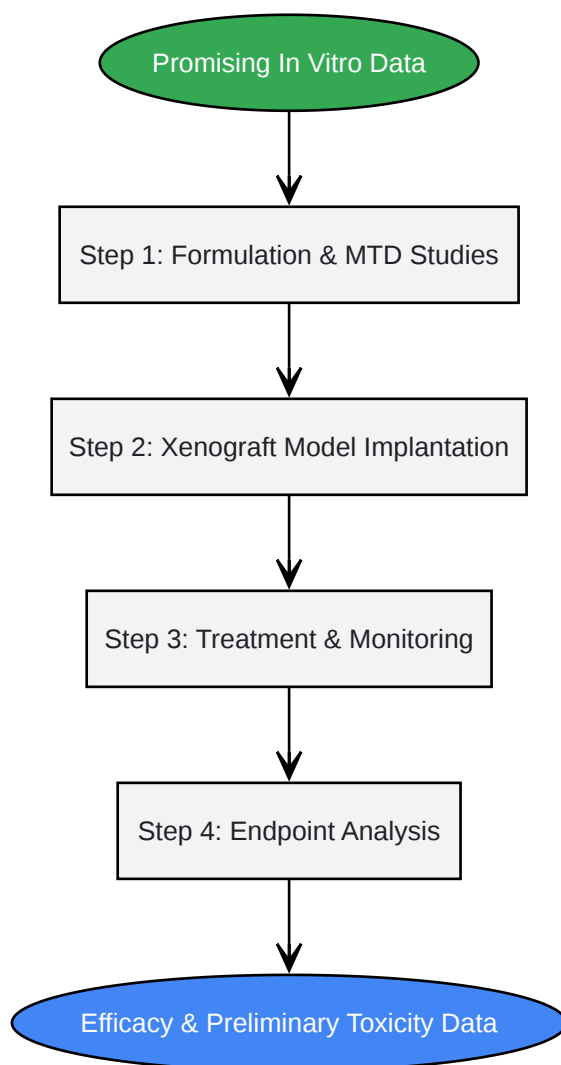 Promising In Vitro Data
Step 1: Formulation & MTD Studies
Step 2: Xenograft Model Implantation
Step 3: Treatment & Monitoring
Step 4: Endpoint Analysis
Efficacy & Preliminary Toxicity Data